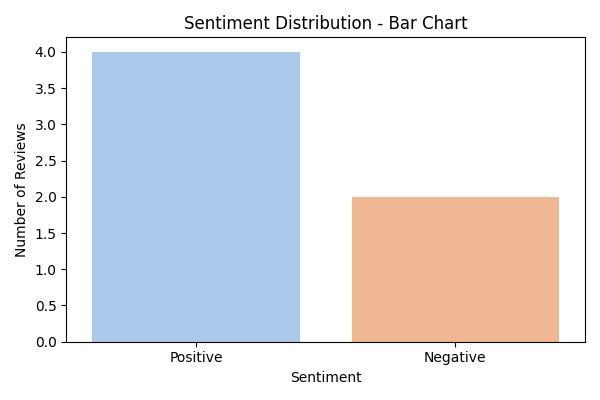 Sentiment Distribution - Bar Chart
Number of Reviews
4.0
3.5
3.0
2.5
2.0
1.5
1.0
0.5
0.0
Positive
Negative
Sentiment